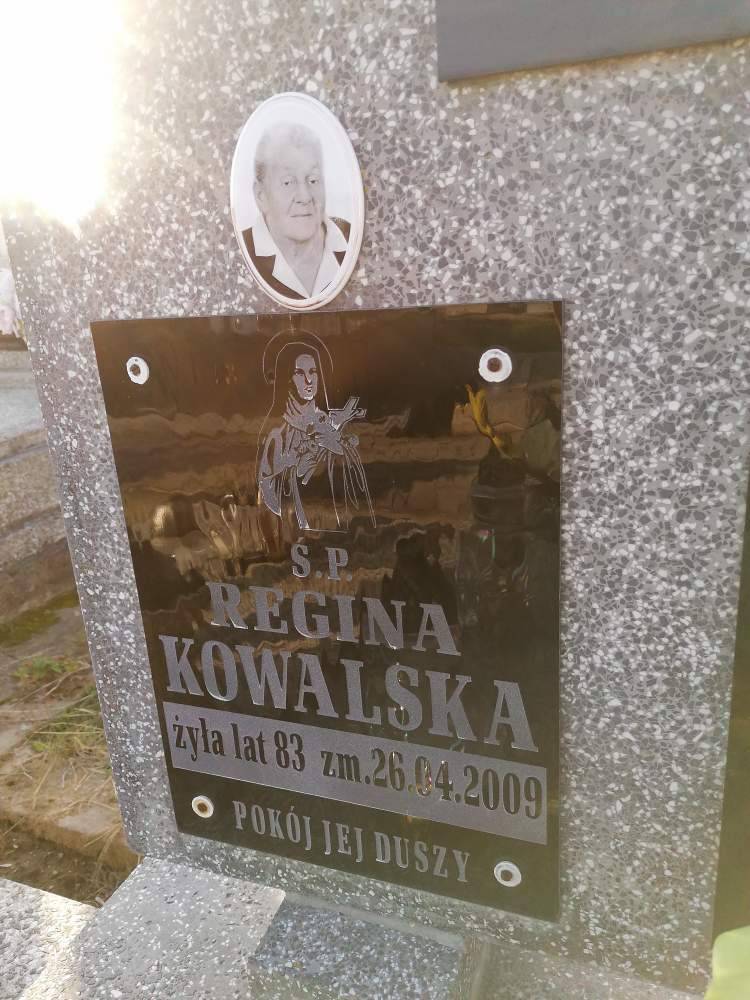 Ś.P.
REGINA
KOWALSKA
żyła lat 83 zm.26.04.2009
POKÓJ JEJ DUSZY